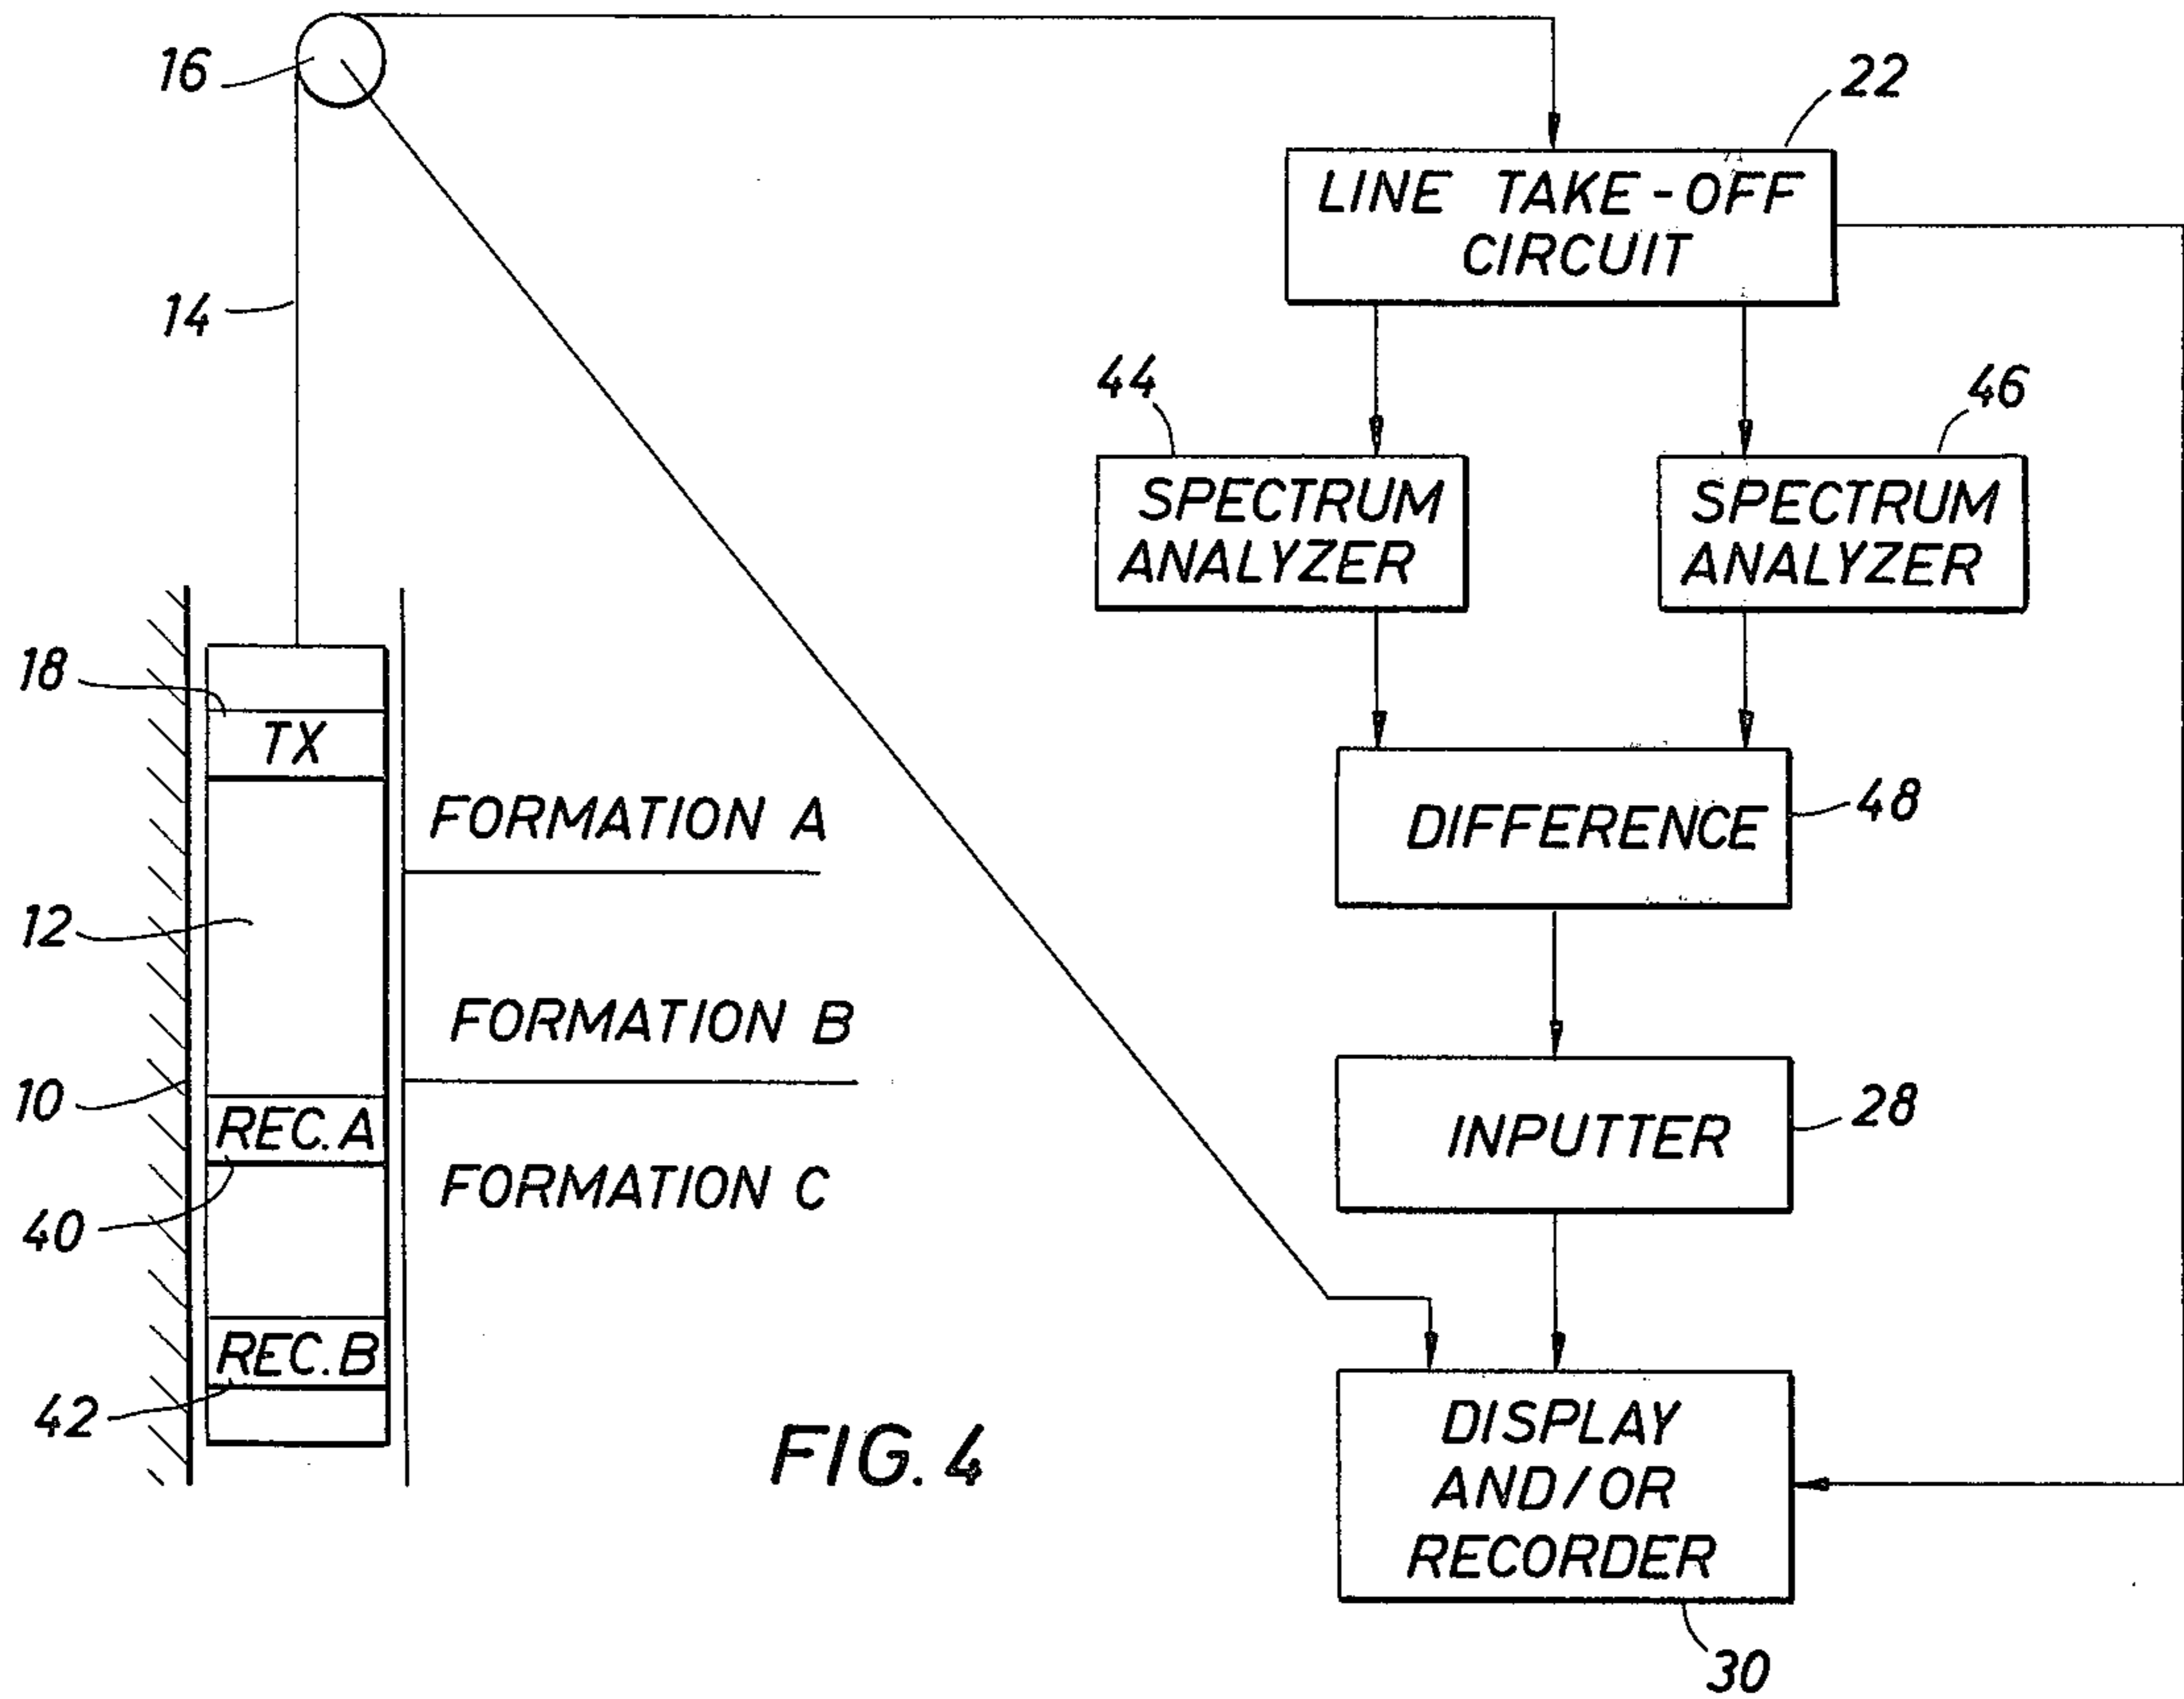 16
22
LINE TAKE-OFF
CIRCUIT
14
44
46
SPECTRUM
ANALYZER
SPECTRUM
ANALYZER
18
TX
FORMATION A
DIFFERENCE
48
12
FORMATION B
10
REC. A
INPUTTER
28
FORMATION C
40
REC. B
42
DISPLAY
AND/OR
RECORDER
FIG. 4
30